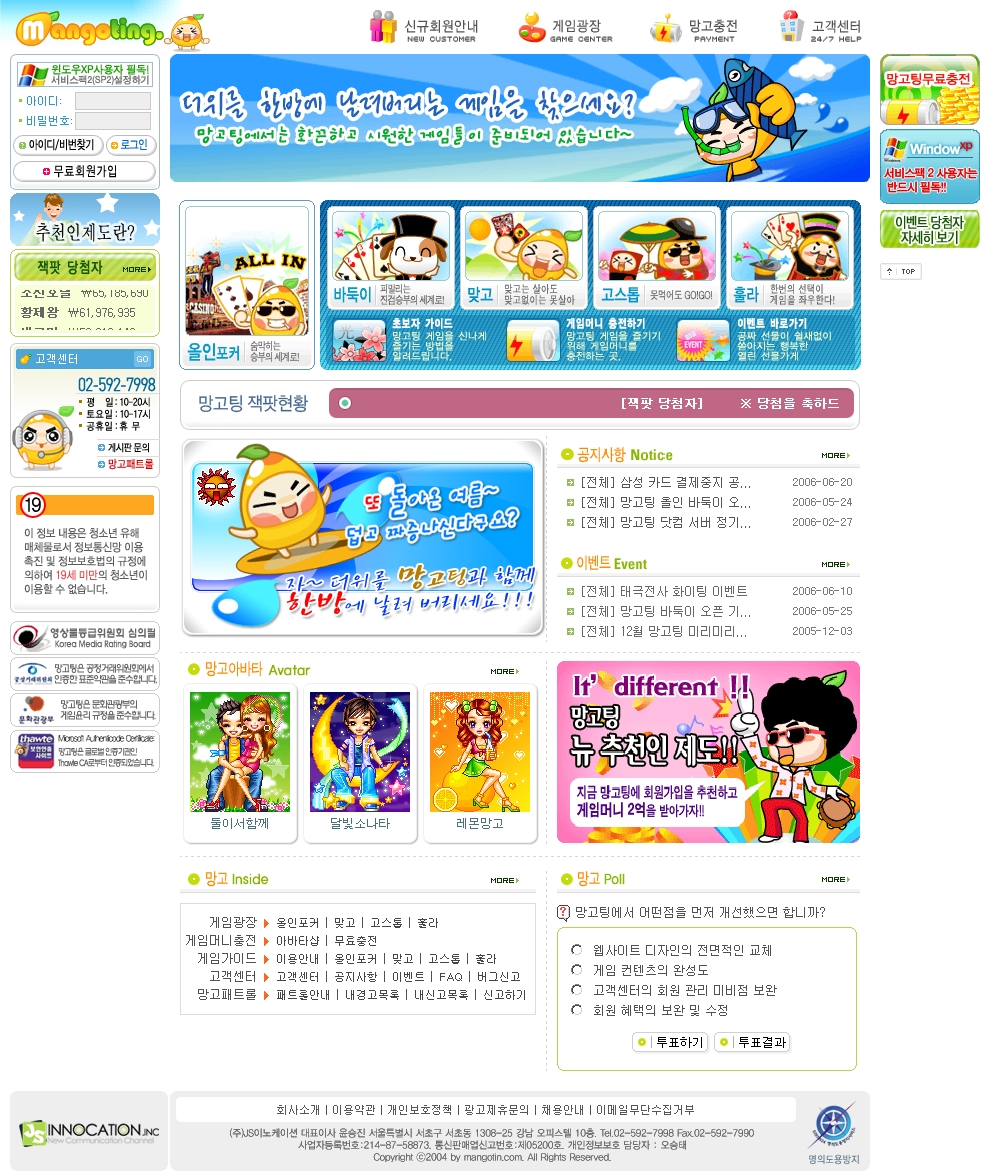 mangoting.
신규회원안내
NEW CUSTOMER
게임광장
GAME CENTER
망고충전
PAYMENT
고객센터
24/7 HELP
윈도우XP사용자 필독!
서비스팩2(SP2)설정하기
아이디:
비밀번호:
아이디/비번찾기
로그인
무료회원가입
추천인제도란?
잭팟 당첨자
MORE
황제왕 ₩61,976,935
고객센터
GO
02-592-7998
평 일:10~20시
토요일:10~17시
공휴일:휴 무
게시판 문의
망고패트롤
19
이 정보 내용은 청소년 유해
매체물로서 정보통신망 이용
촉진 및 정보보호법의 규정에
의하여 19세 미만의 청소년이
이용할 수 없습니다.
영상물등급위원회 심의필
Korea Media Rating Board
공정거래위원회
망고팅은 공정거래위원회에서
인증한 표준약관을 준수합니다.
문화관광부
망고팅은 문화관광부의
게임윤리 규정을 준수합니다.
thawte
보안인증
사이트
Microsoft Authenticode Certificate:
망고팅은 글로벌 인증기관인
Thawte CA로부터 인증되었습니다.
더위를 한방에 날려버리는 게임을 찾으세요?
망고팅에서는 화끈하고 시원한 게임들이 준비되어 있습니다~
ALL IN
CASINO
올인포커
숨막히는
승부의 세계로!
바둑이
피말리는
진검승부의 세계로!
맞고
맞고는 살아도
맞고없이는 못살아
고스톱
못먹어도 GO!GO!
훌라
한번의 선택이
게임을 좌우한다!
초보자 가이드
망고팅 게임을 신나게
즐기는 방법을
알려드립니다.
게임머니 충전하기
망고팅 게임을 즐기기
위해 게임머니를
충전하는 곳.
EVENT
이벤트 바로가기
공짜 선물이 쉴새없이
쏟아지는 행복한
열린 선물가게
망고팅 잭팟현황
[잭팟 당첨자]
※ 당첨을 축하드
또 돌아온 여름~
덥고 짜증나신다구요?
자~ 더위를 망고팅과 함께
한방에 날려 버리세요!!!
공지사항 Notice
MORE
[전체] 삼성 카드 결제중지 공... 2006-06-20
[전체] 망고팅 올인 바둑이 오... 2006-05-24
[전체] 망고팅 닷컴 서버 정기... 2006-02-27
이벤트 Event
MORE
[전체] 태극전사 화이팅 이벤트 2006-06-10
[전체] 망고팅 바둑이 오픈 기... 2006-05-25
[전체] 12월 망고팅 미리미리... 2005-12-03
망고아바타 Avatar
MORE
둘이서함께
달빛소나타
레몬망고
It' different !!
망고팅
뉴 추천인 제도!!
지금 망고팅에 회원가입을 추천하고
게임머니 2억을 받아가자!!
망고 Inside
MORE
게임광장 올인포커 | 맞고 | 고스톱 | 훌라
게임머니충전 아바타샵 | 무료충전
게임가이드 이용안내 | 올인포커 | 맞고 | 고스톱 | 훌라
고객센터 고객센터 | 공지사항 | 이벤트 | FAQ | 버그신고
망고패트롤 패트롤안내 | 내경고목록 | 내신고목록 | 신고하기
망고 Poll
MORE
망고팅에서 어떤점을 먼저 개선했으면 합니까?
웹사이트 디자인의 전면적인 교체
게임 컨텐츠의 완성도
고객센터의 회원 관리 미비점 보완
회원 혜택의 보완 및 수정
투표하기
투표결과
망고팅무료충전
Window XP
서비스팩 2 사용자는
반드시 필독!!
이벤트 당첨자
자세히 보기
TOP
JS INNOCATION.INC
New Communication Channel
회사소개 | 이용약관 | 개인보호정책 | 광고제휴문의 | 채용안내 | 이메일무단수집거부
(주)JS이노케이션 대표이사 윤승진 서울특별시 서초구 서초동 1308-25 강남 오피스텔 10층. Tel.02-592-7998 Fax.02-592-7990
사업자등록번호:214-87-59873. 통신판매업신고번호:제05200호. 개인정보보호 담당자 : 오승태
Copyright ⓒ2004 by mangotin.com. All Rights Reserved.
명의도용방지